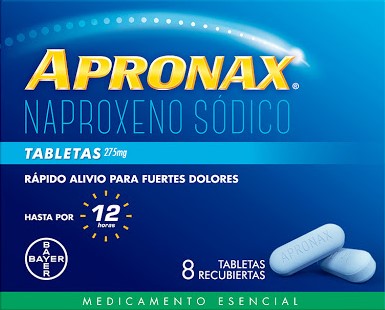 APRONAX®
NAPROXENO SÓDICO
TABLETAS 275mg
RÁPIDO ALIVIO PARA FUERTES DOLORES
HASTA POR 12 horas
BAYER
BAYER
8 TABLETAS RECUBIERTAS
APRONAX
MEDICAMENTO ESENCIAL